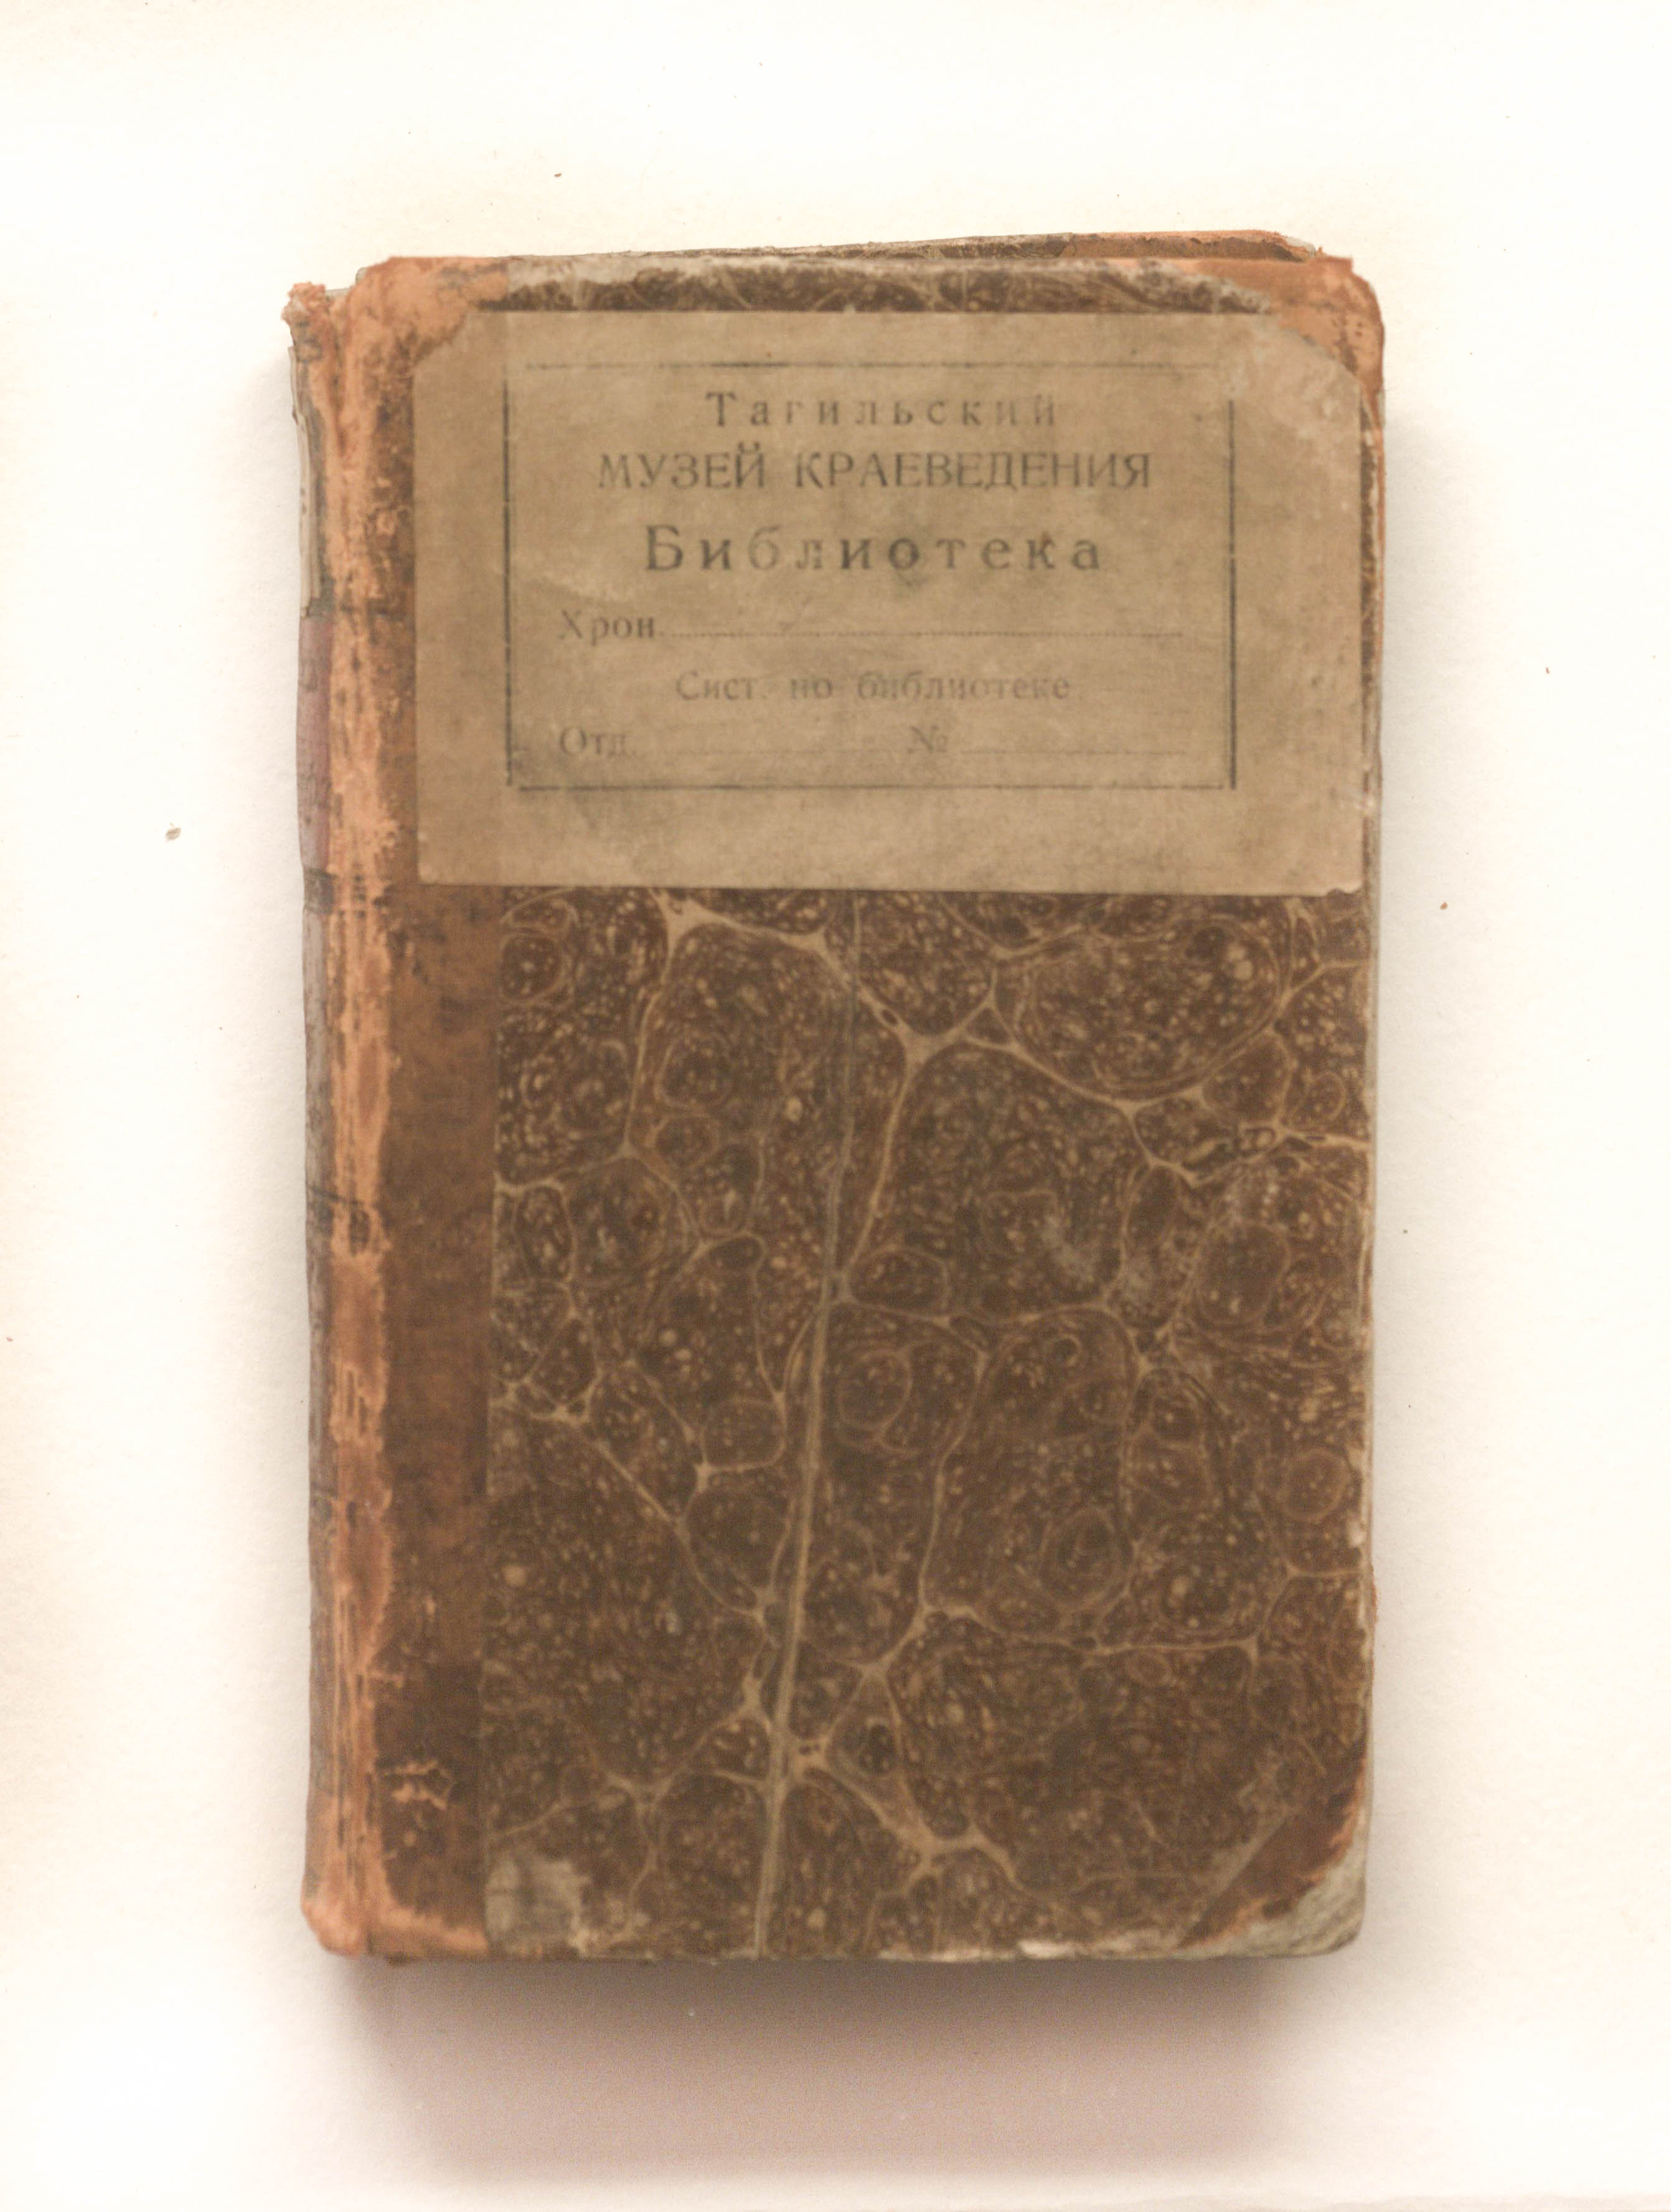 Тагильский
МУЗЕЙ КРАЕВЕДЕНИЯ
Библиотека
Хрон.
Сист. по библиотеке
Отд. №